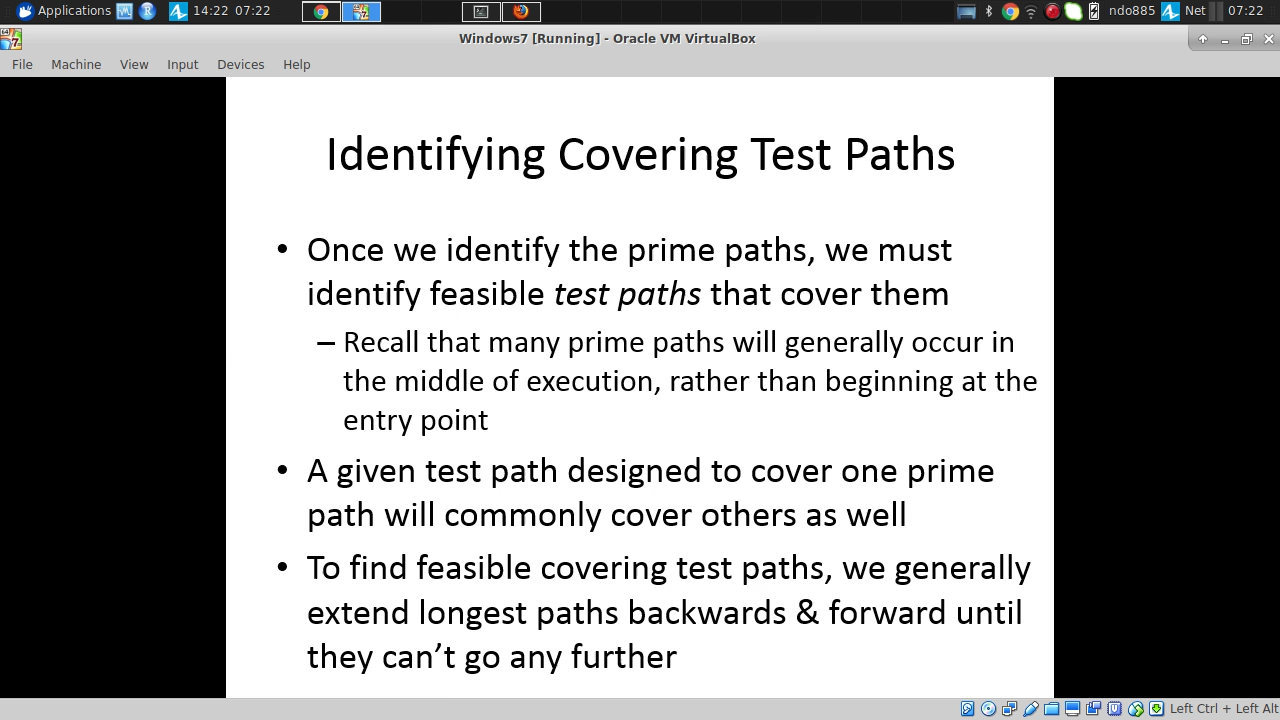 Applications 14:22 07:22 ndo885 Net 07:22
Windows7 [Running] - Oracle VM VirtualBox
File Machine View Input Devices Help
Identifying Covering Test Paths
• Once we identify the prime paths, we must
identify feasible test paths that cover them
– Recall that many prime paths will generally occur in
the middle of execution, rather than beginning at the
entry point
• A given test path designed to cover one prime
path will commonly cover others as well
• To find feasible covering test paths, we generally
extend longest paths backwards & forward until
they can’t go any further
Left Ctrl + Left Alt